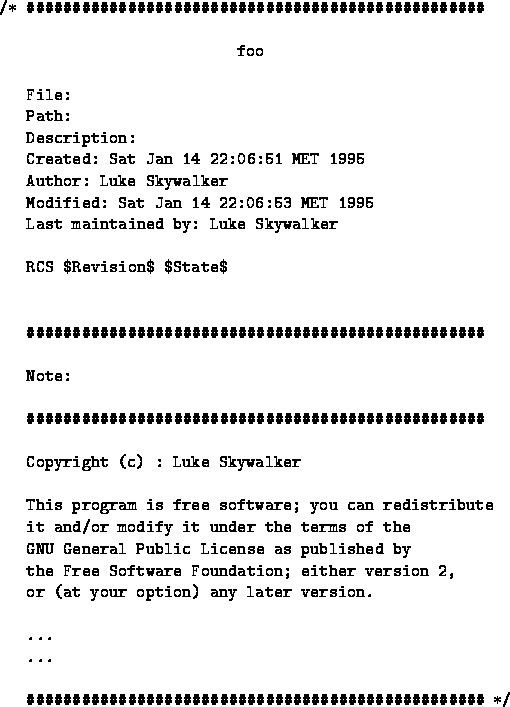 /* ################################################## 
foo
File:
Path:
Description:
Created: Sat Jan 14 22:06:51 MET 1995
Author: Luke Skywalker
Modified: Sat Jan 14 22:06:53 MET 1995
Last maintained by: Luke Skywalker
RCS $Revision$ $State$
##################################################
Note:
##################################################
Copyright (c) : Luke Skywalker
This program is free software; you can redistribute
it and/or modify it under the terms of the
GNU General Public License as published by
the Free Software Foundation; either version 2,
or (at your option) any later version.
...
...
################################################## */